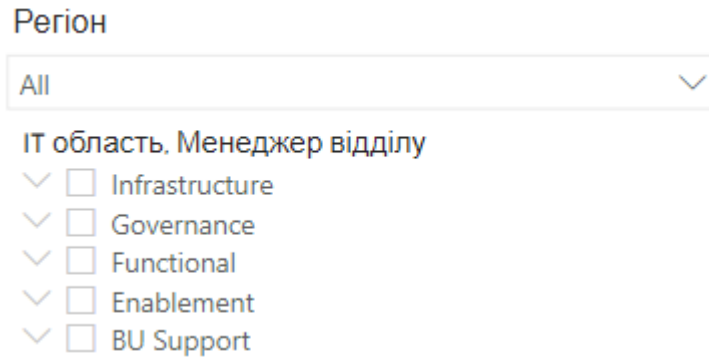 Регіон
All
ІТ область, Менеджер відділу
Infrastructure
Governance
Functional
Enablement
BU Support